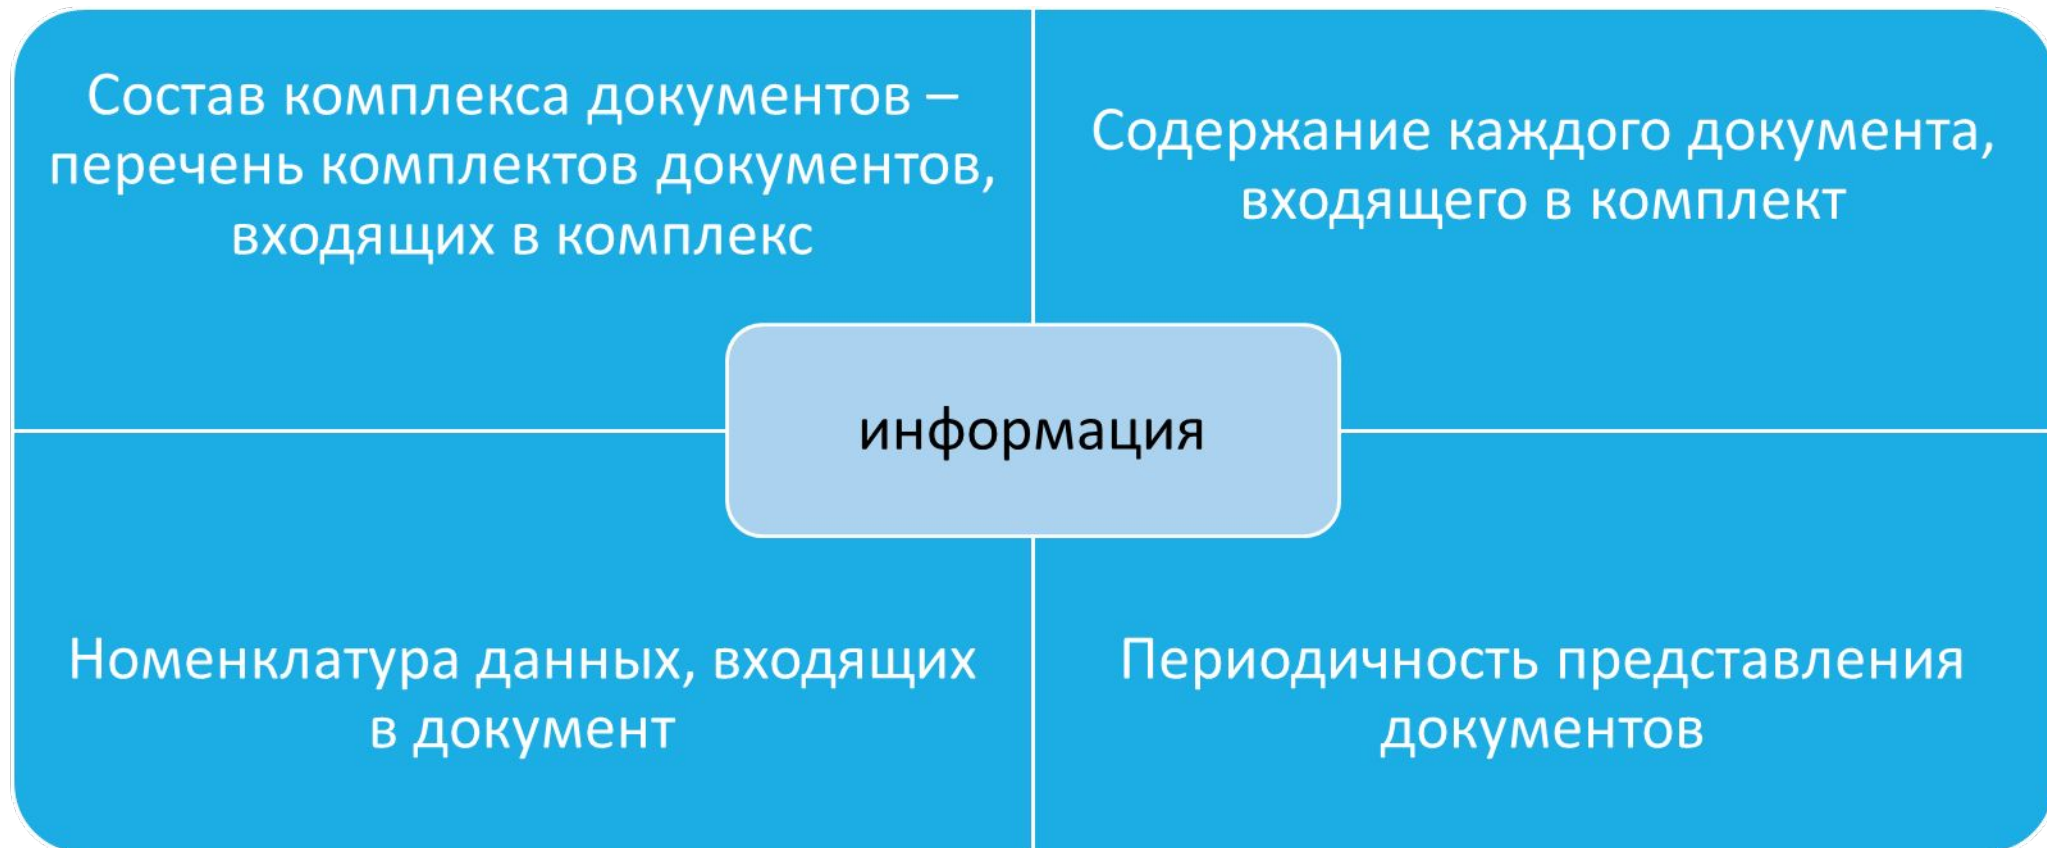 Состав комплекса документов –
перечень комплектов документов,
входящих в комплекс
Содержание каждого документа,
входящего в комплект
информация
Номенклатура данных, входящих
в документ
Периодичность представления
документов